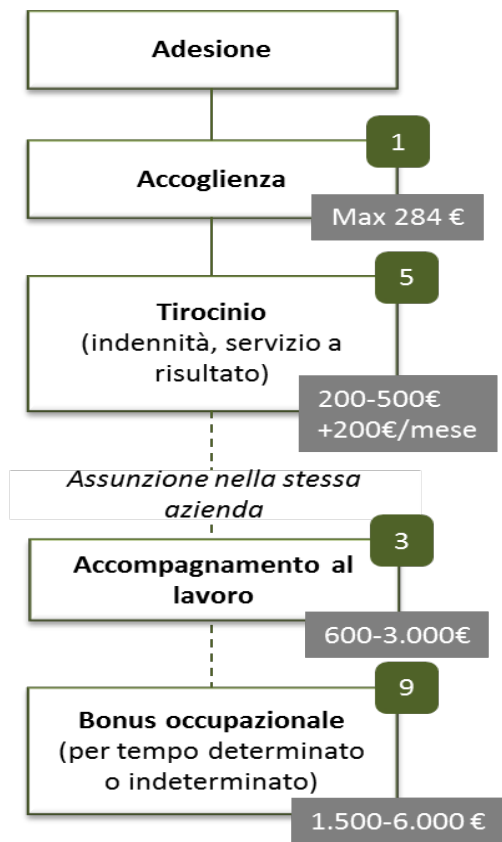 Adesione
1
Accoglienza
Max 284 €
5
Tirocinio
(indennità, servizio a
risultato)
200-500€
+200€/mese
Assunzione nella stessa
azienda
3
Accompagnamento al
lavoro
600-3.000€
9
Bonus occupazionale
(per tempo determinato
o indeterminato)
1.500-6.000 €